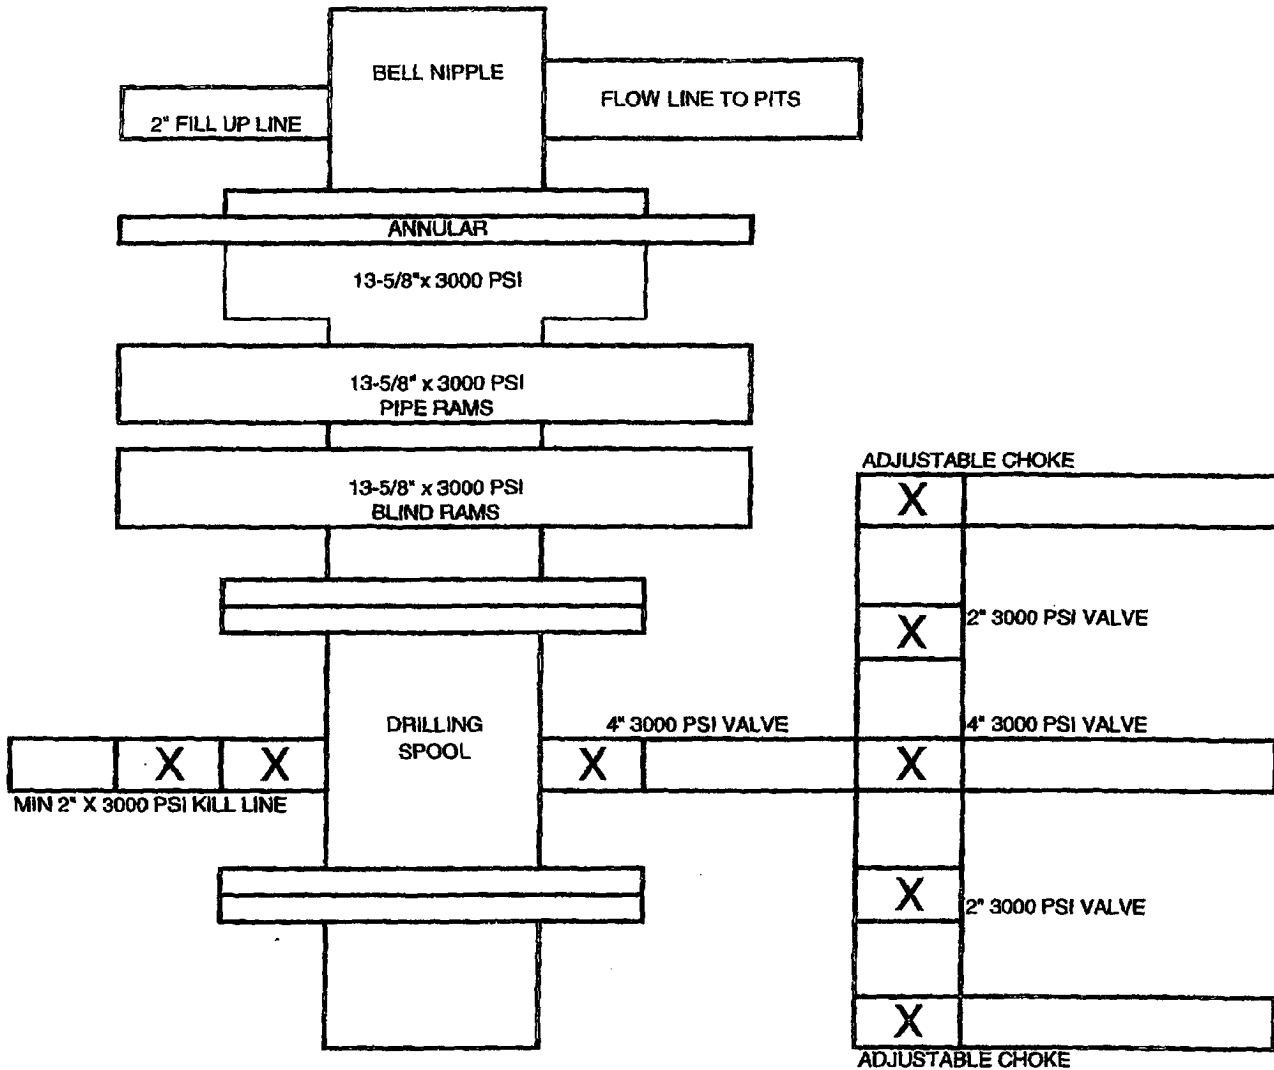 BELL NIPPLE
FLOW LINE TO PITS
2" FILL UP LINE
ANNULAR
13-5/8"x 3000 PSI
13-5/8" x 3000 PSI
PIPE RAMS
13-5/8" x 3000 PSI
BLIND RAMS
ADJUSTABLE CHOKE
X
2" 3000 PSI VALVE
X
DRILLING
SPOOL
4" 3000 PSI VALVE
4" 3000 PSI VALVE
X X X X
MIN 2" X 3000 PSI KILL LINE
X
2" 3000 PSI VALVE
X
ADJUSTABLE CHOKE